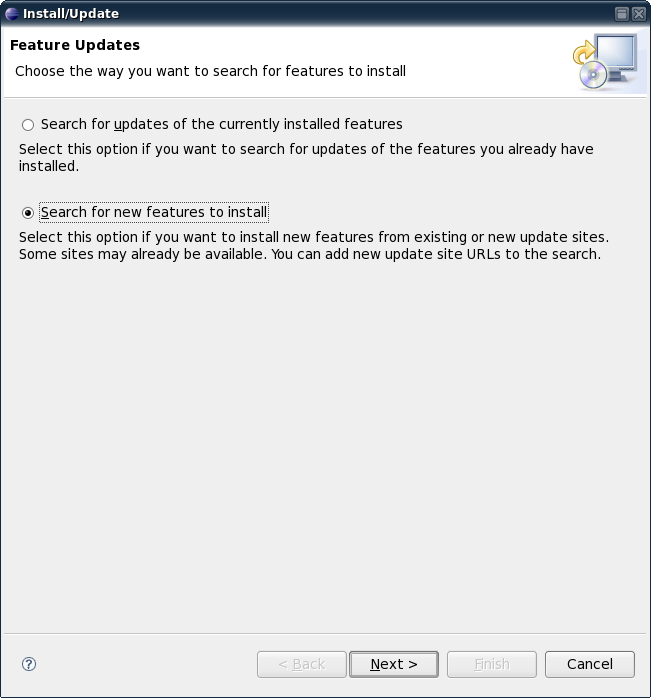 Install/Update
Feature Updates
Choose the way you want to search for features to install
Search for updates of the currently installed features
Select this option if you want to search for updates of the features you already have
installed.
Search for new features to install
Select this option if you want to install new features from existing or new update sites.
Some sites may already be available. You can add new update site URLs to the search.
?
< Back
Next >
Finish
Cancel